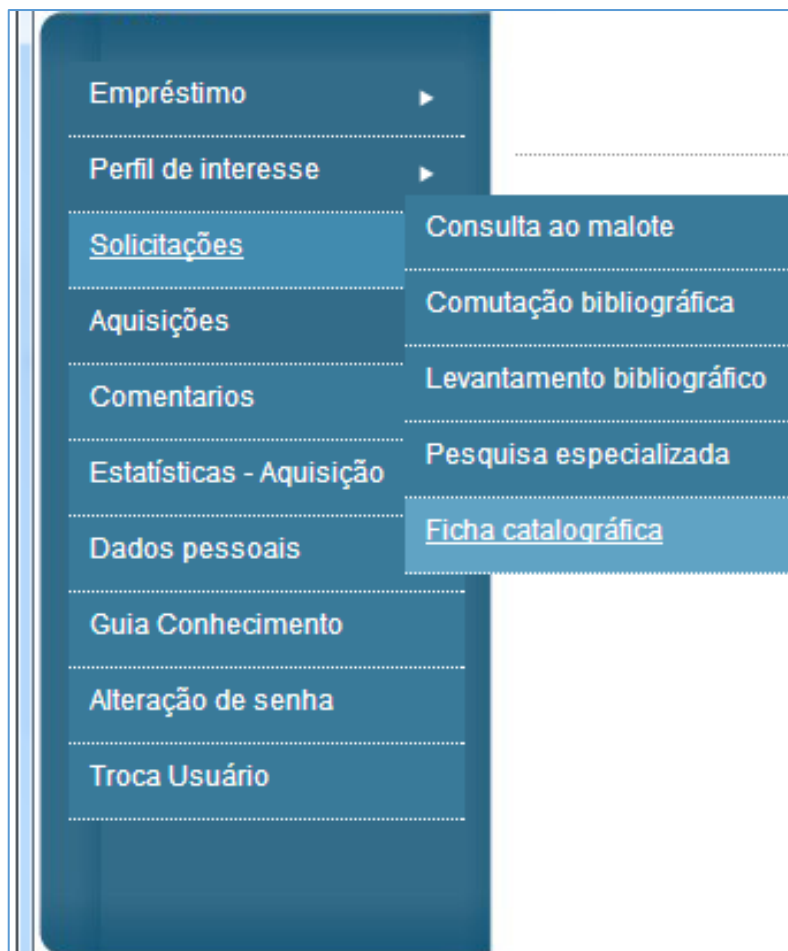 Empréstimo
Perfil de interesse
Solicitações
Aquisições
Comentarios
Estatísticas - Aquisição
Dados pessoais
Guia Conhecimento
Alteração de senha
Troca Usuário
Consulta ao malote
Comutação bibliográfica
Levantamento bibliográfico
Pesquisa especializada
Ficha catalográfica